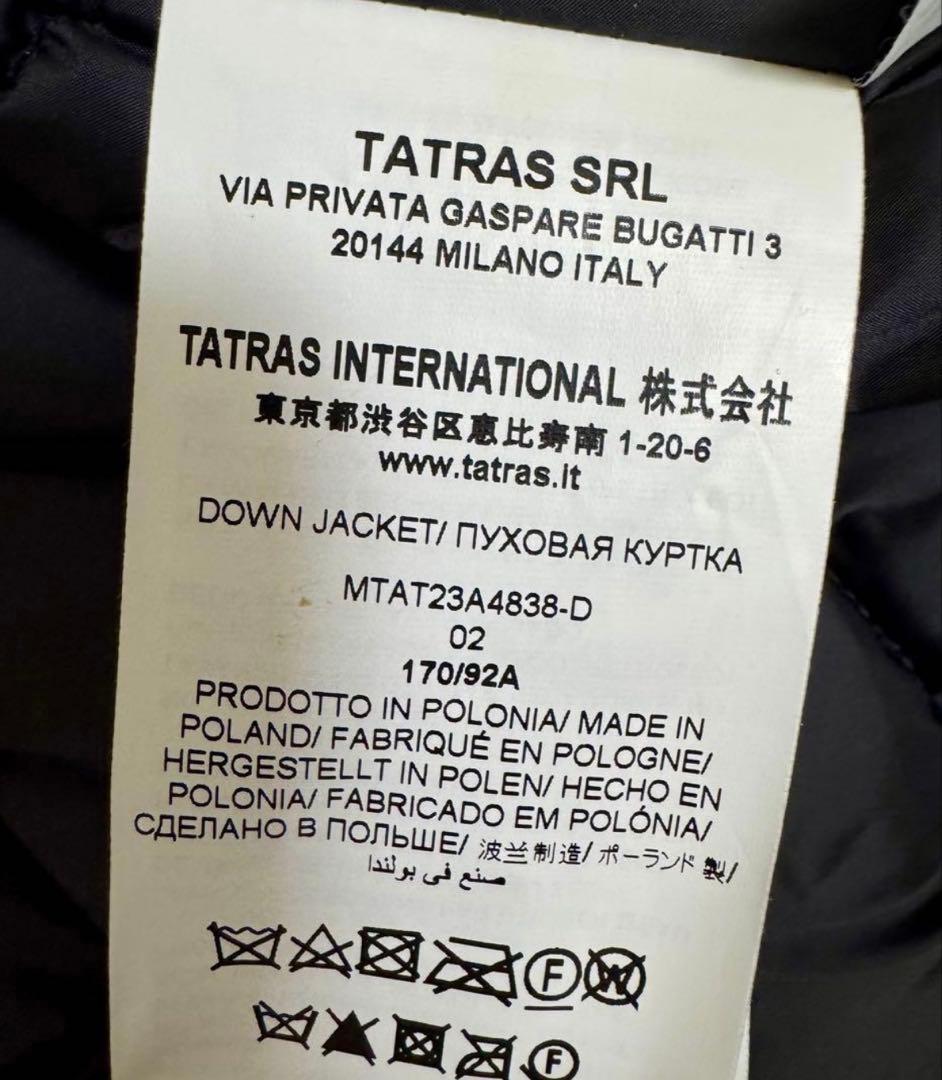 TATRAS SRL
VIA PRIVATA GASPARE BUGATTI 3
20144 MILANO ITALY
TATRAS INTERNATIONAL 株式会社
東京都渋谷区恵比寿南 1-20-6
www.tatras.it
DOWN JACKET/ ПУХОВАЯ КУРТКА
MTAT23A4838-D
02
170/92A
PRODOTTO IN POLONIA/ MADE IN
POLAND/ FABRIQUÉ EN POLOGNE/
HERGESTELLT IN POLEN/ HECHO EN
POLONIA/ FABRICADO EM POLÓNIA/
СДЕЛАНО В ПОЛЬШЕ/ 波兰制造/ ポーランド 製/
صنع في بولندا
F W
F